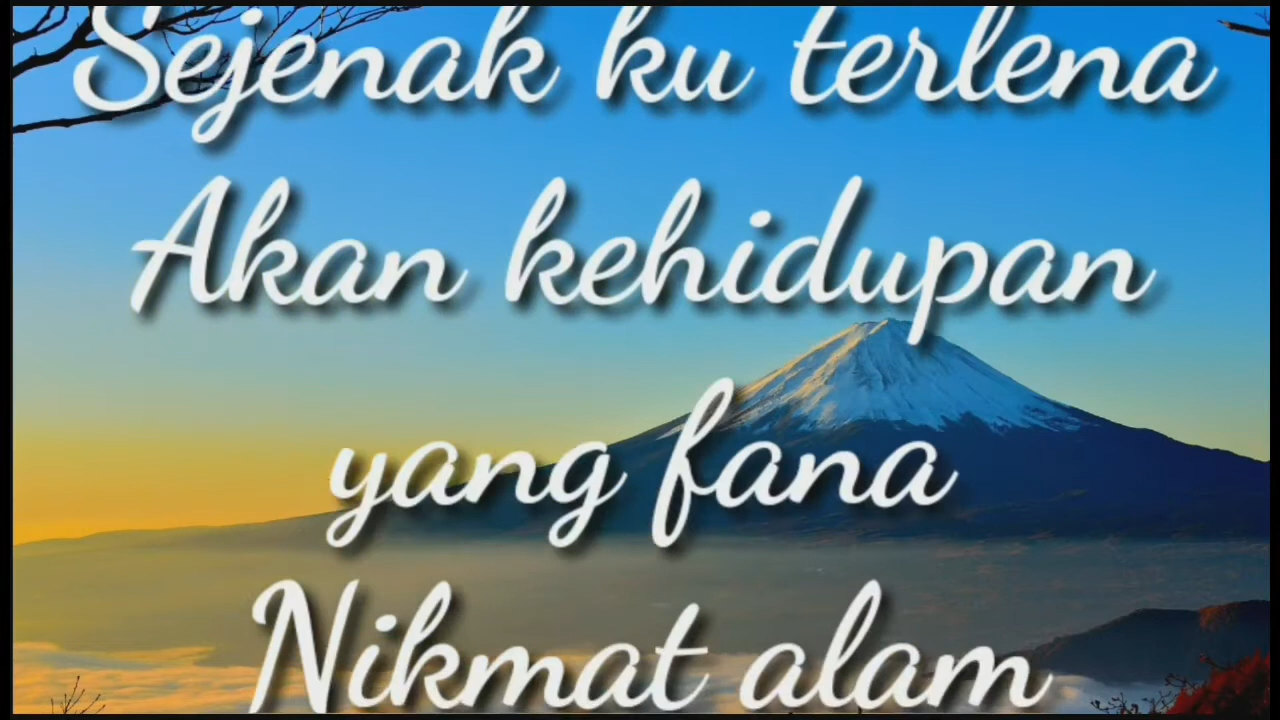 Sejenak ku terlena
Akan kehidupan
yang fana
Nikmat alam